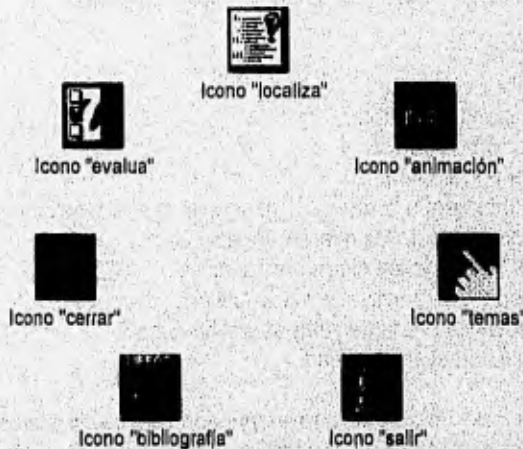 Icono "localiza"
Icono "evalua"
Icono "animación"
Icono "cerrar"
Icono "temas"
Icono "bibliografía"
Icono "salir"